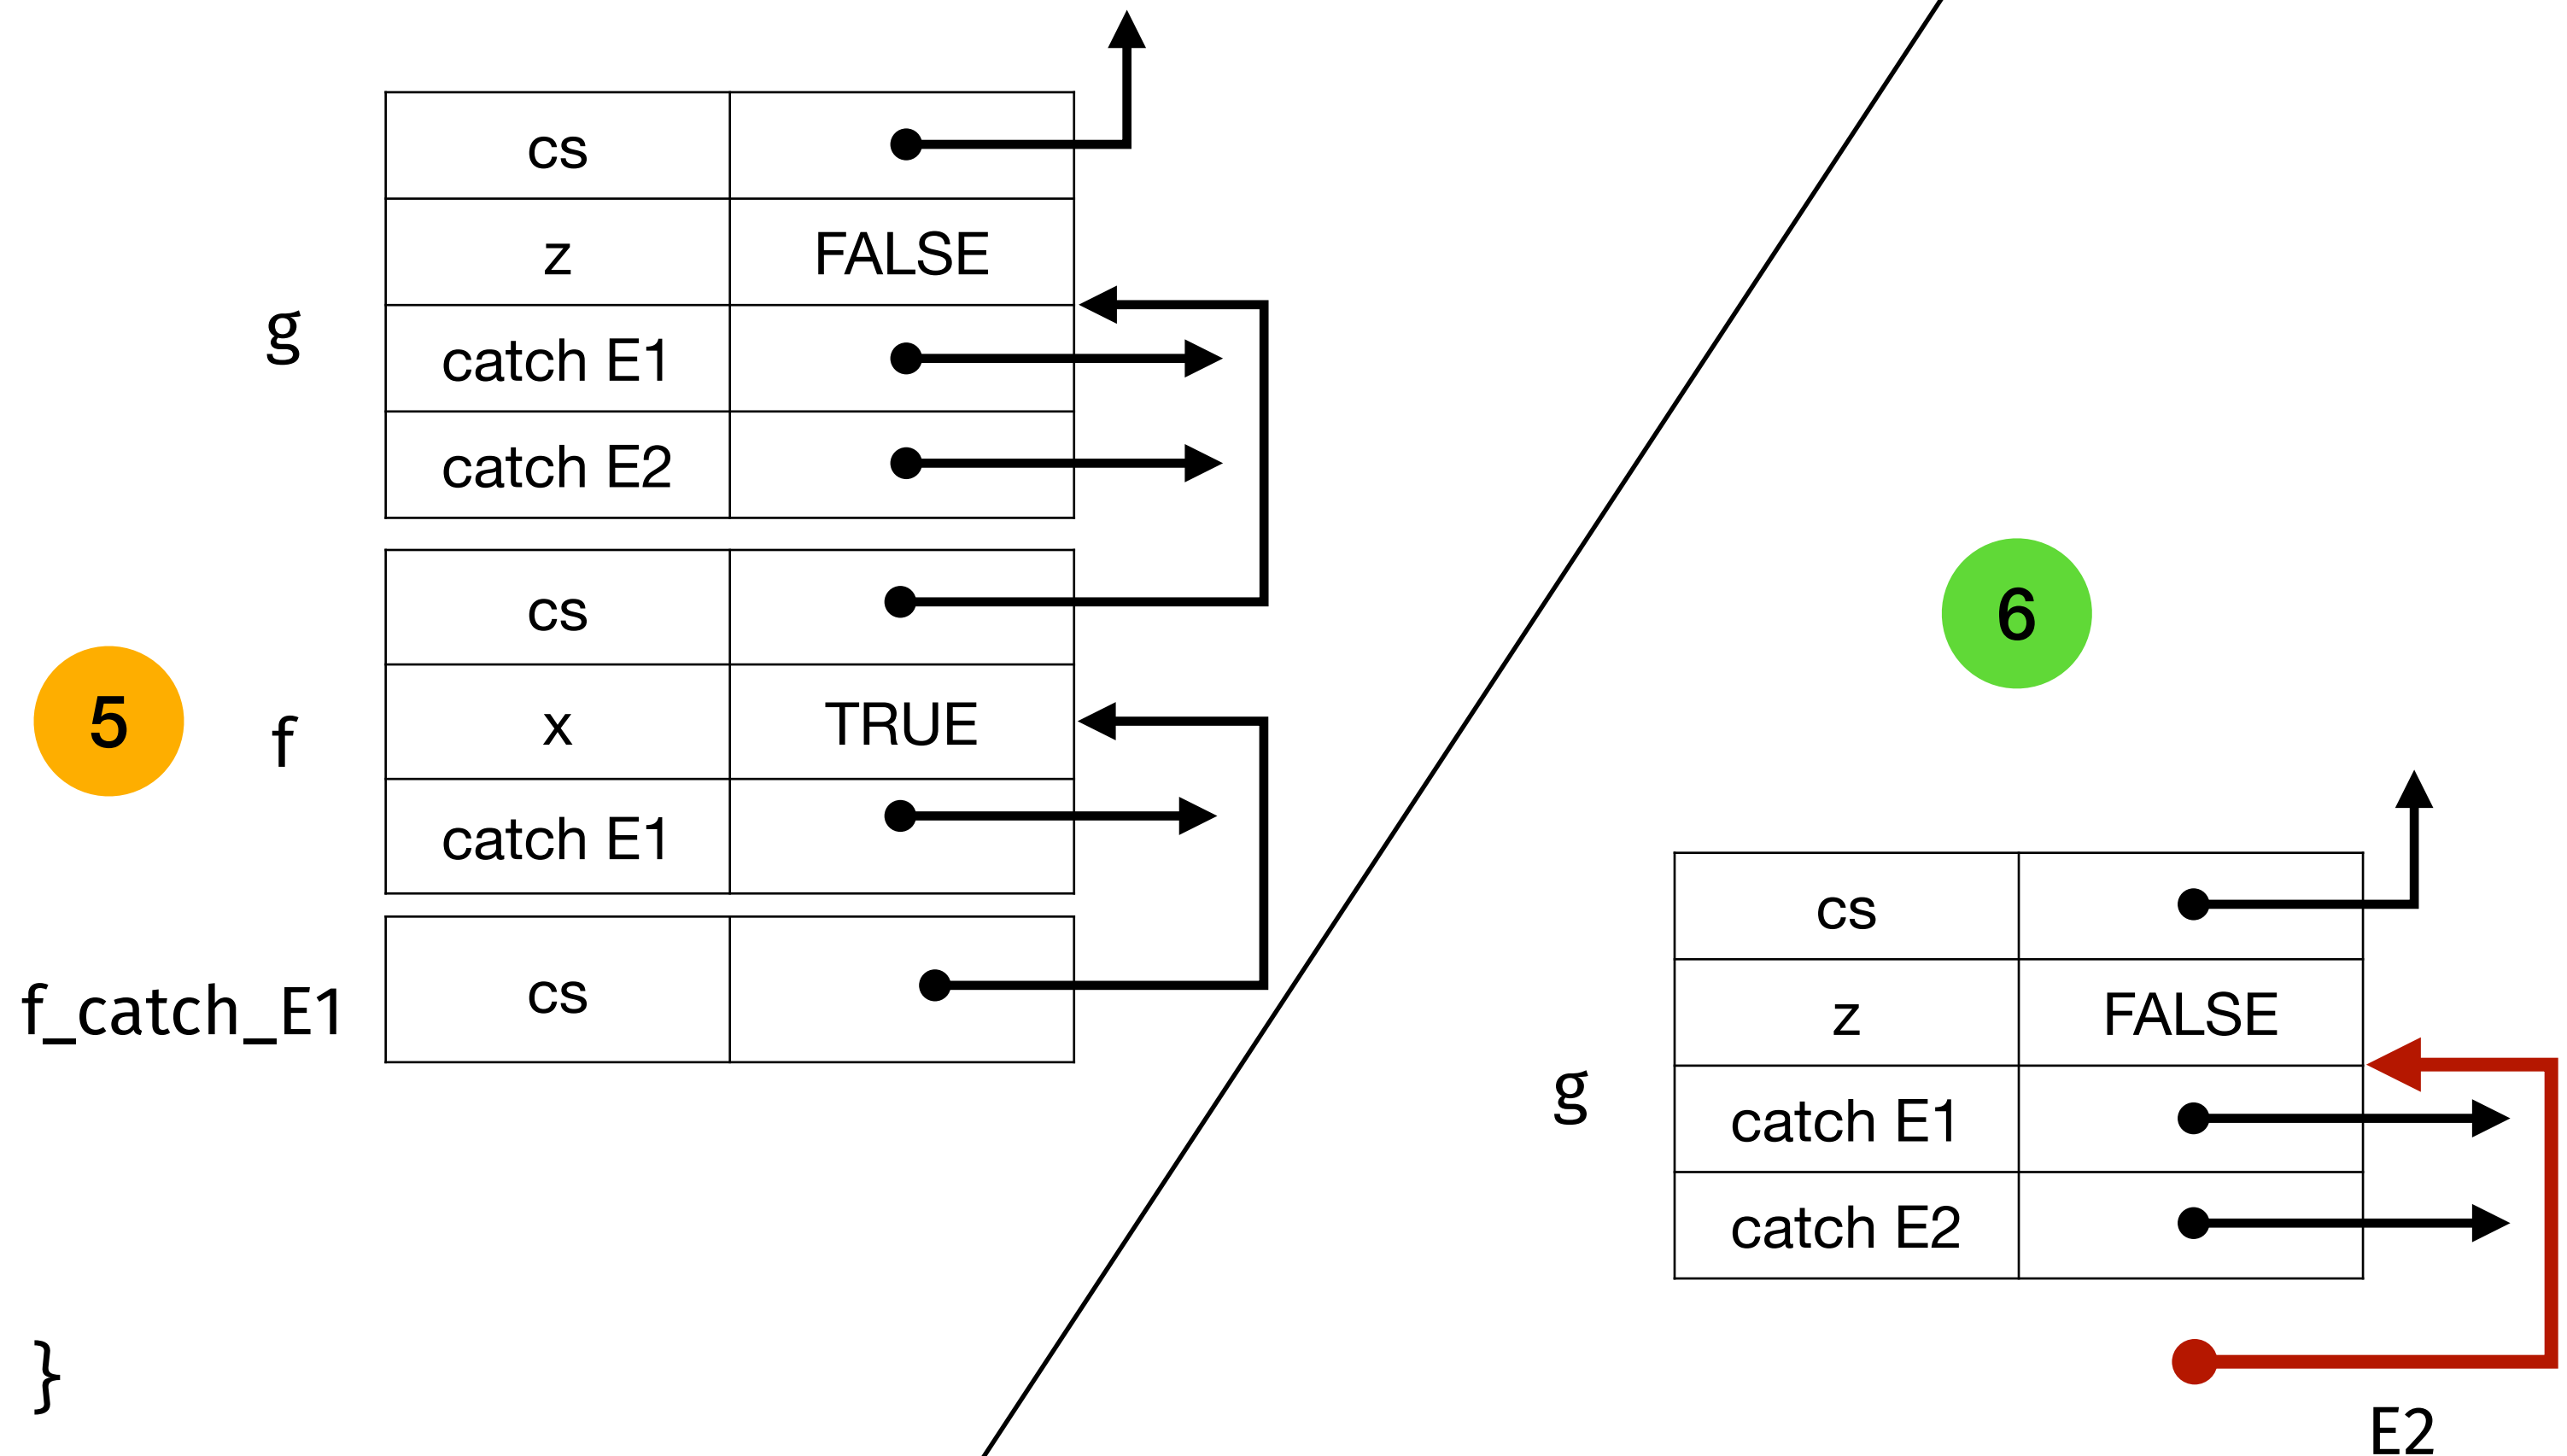 cs
z FALSE
g
catch E1
catch E2
cs
5 f
x TRUE
catch E1
f_catch_E1 cs
}
6
cs
z FALSE
g
catch E1
catch E2
E2